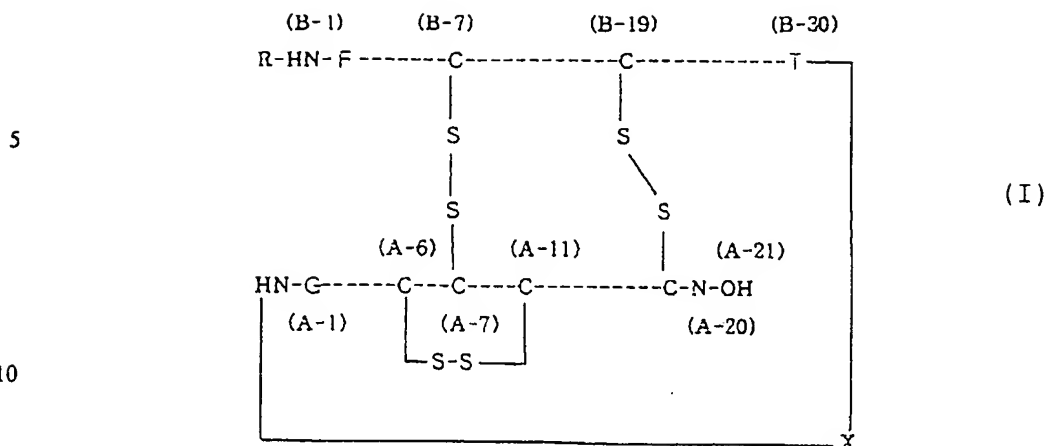 (B-1) (B-7) (B-19) (B-30)
R-HN-F----------C---------------C---------------T
S S
5
S S
(I)
(A-6) (A-11) (A-21)
HN-G-------C---C----C------------C-N-OH
(A-1) (A-7) (A-20)
S-S
10
X